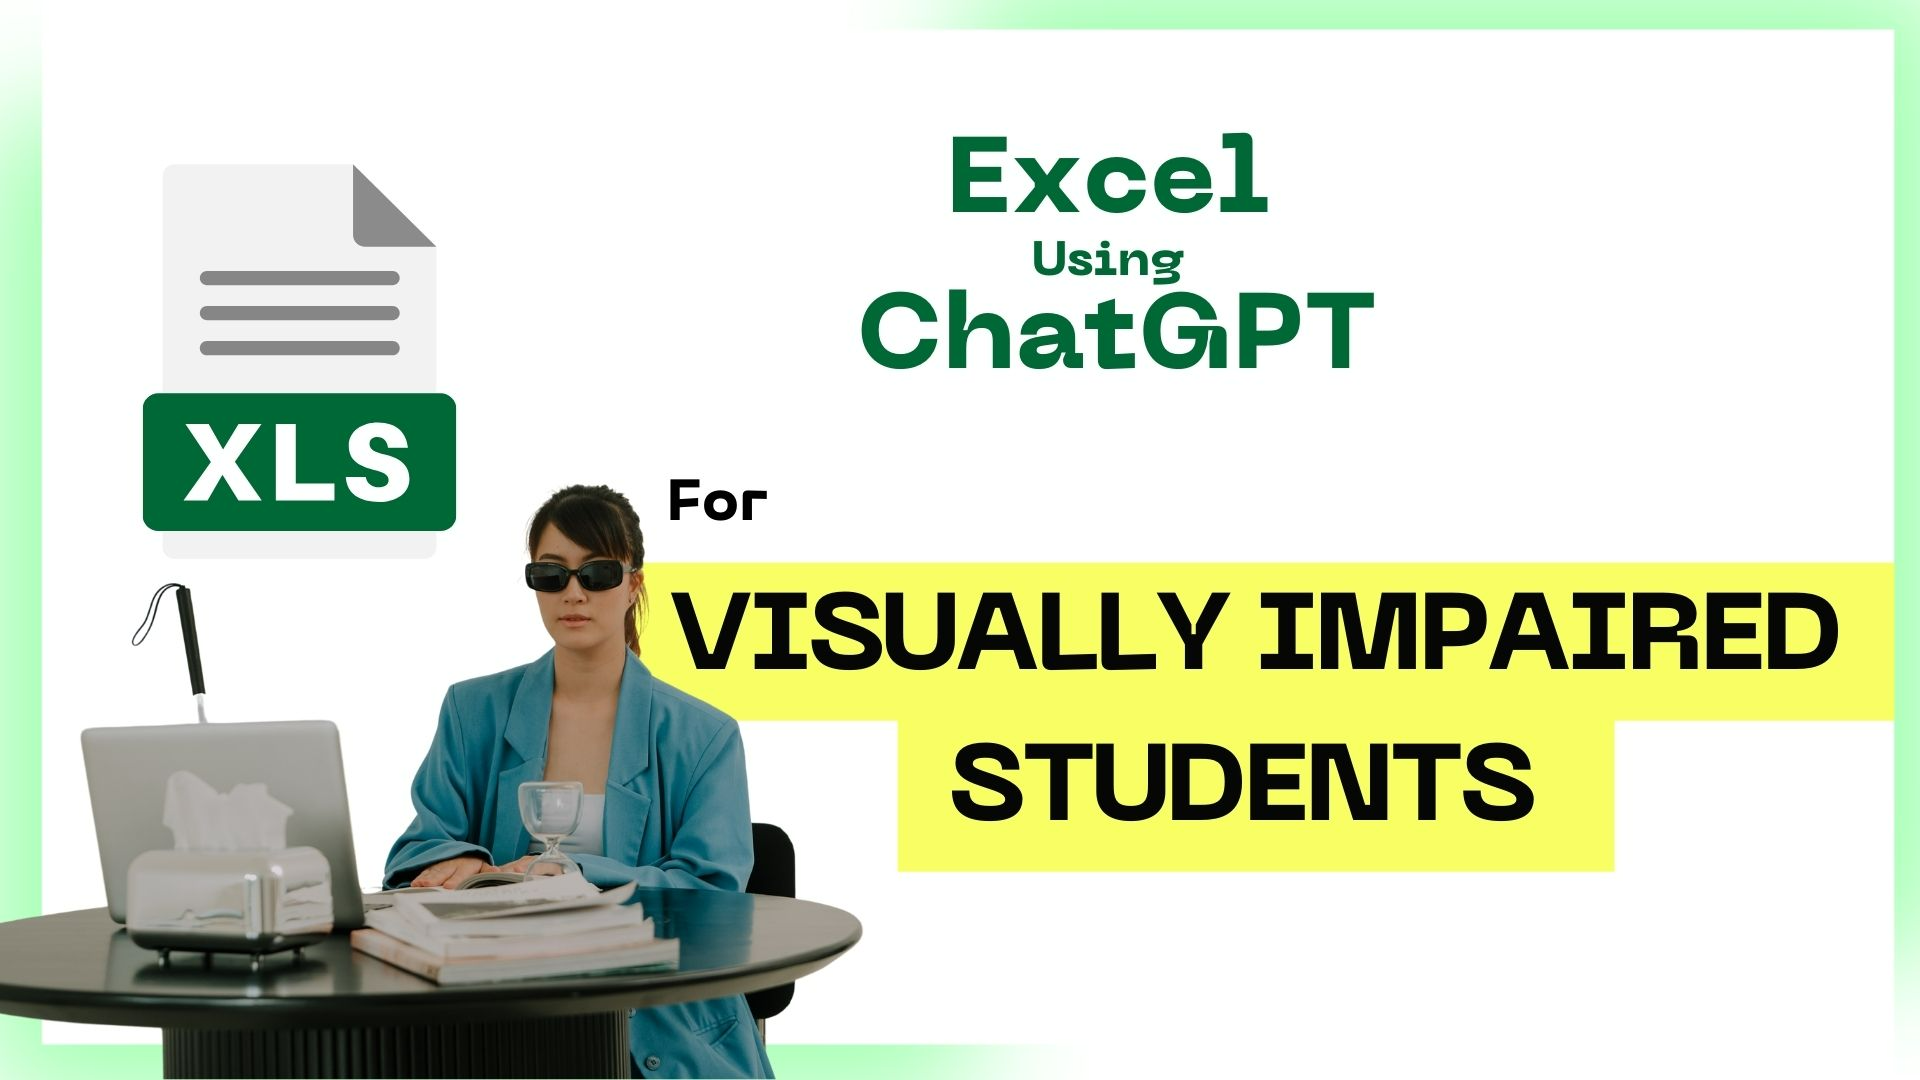 Excel
Using
ChatGPT
XLS
For
VISUALLY IMPAIRED
STUDENTS